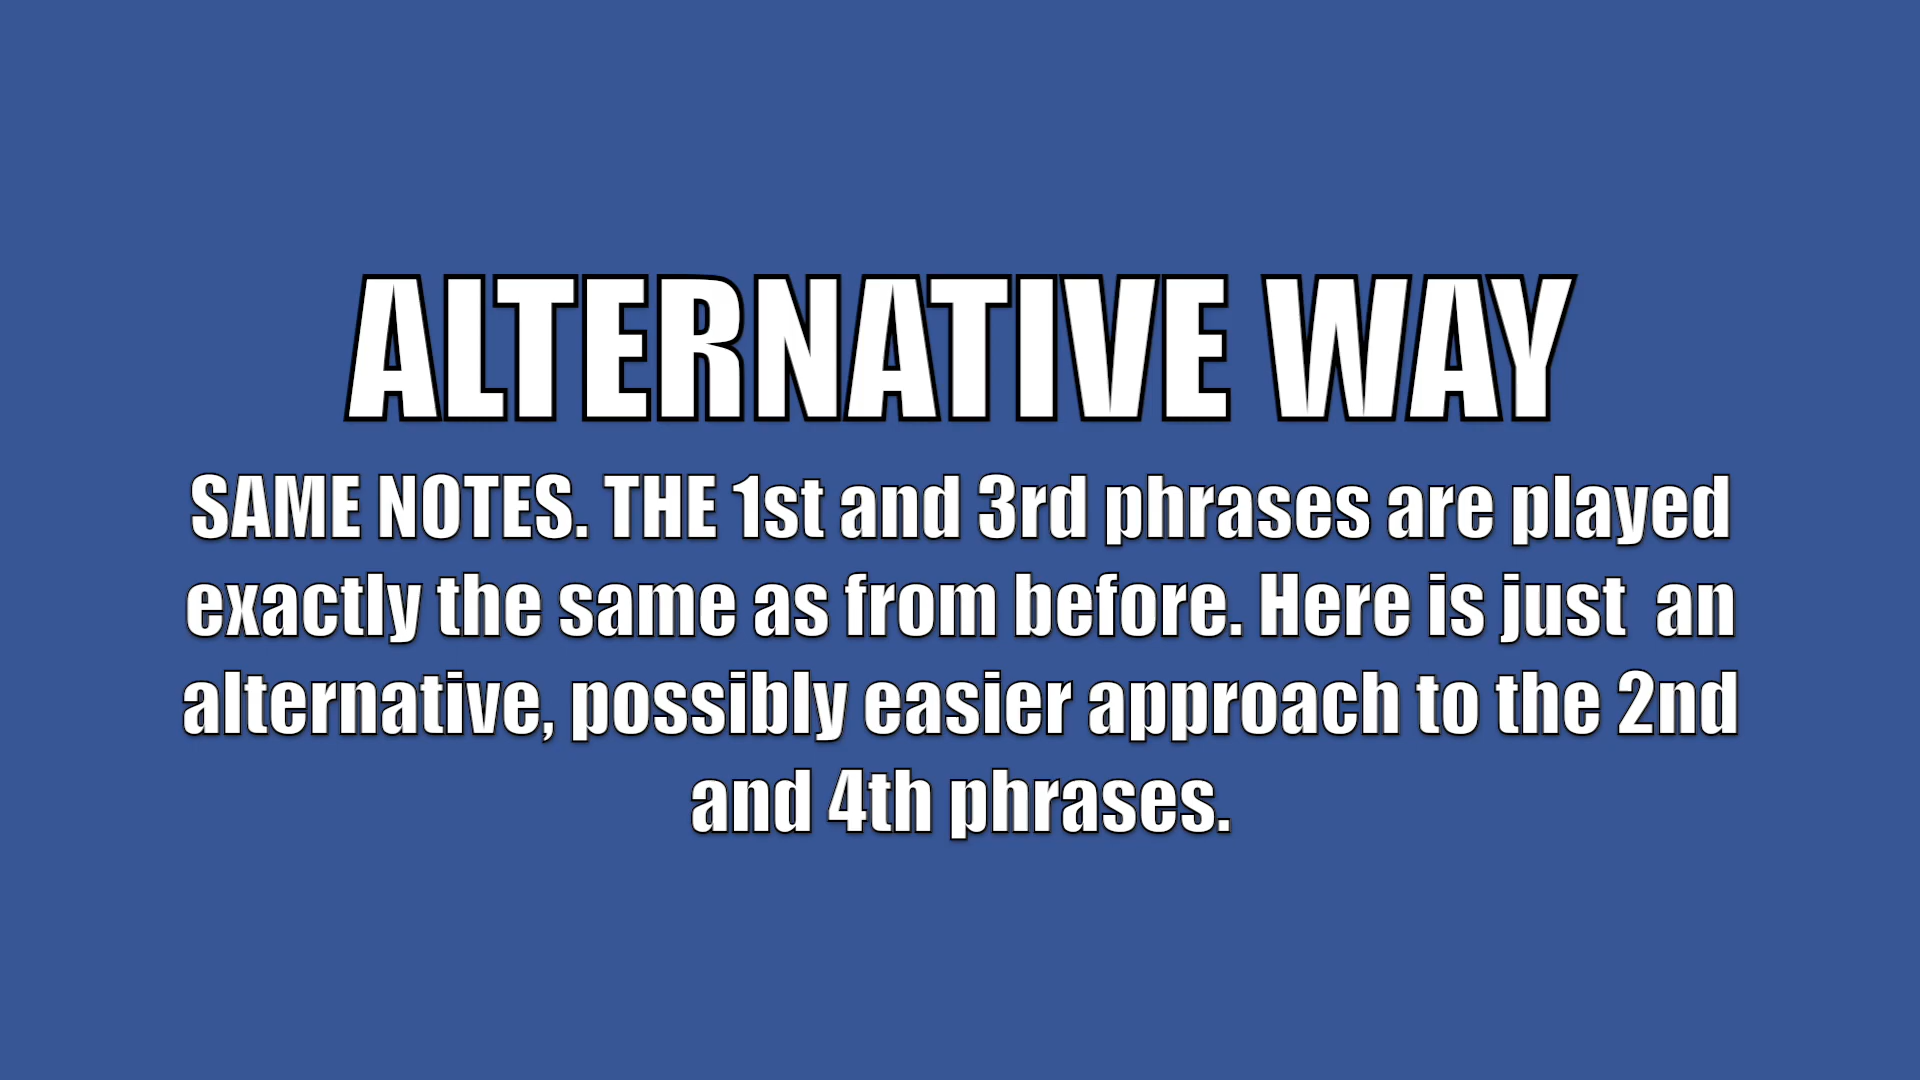 ALTERNATIVE WAY
SAME NOTES. THE 1st and 3rd phrases are played
exactly the same as from before. Here is just  an
alternative, possibly easier approach to the 2nd
and 4th phrases.